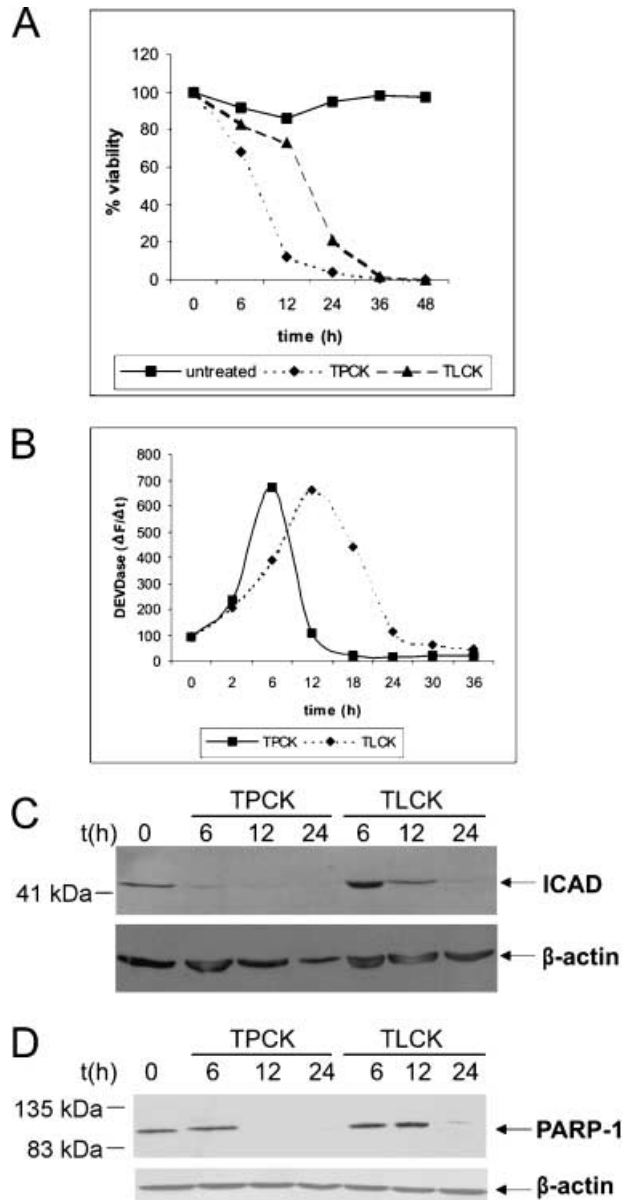 A
% viability
120
100
80
60
40
20
0
0 6 12 24 36 48
time (h)
untreated TPCK TLCK
B
DEVDase (ΔF/Δt)
800
700
600
500
400
300
200
100
0
0 2 6 12 18 24 30 36
time (h)
TPCK TLCK
C
TPCK TLCK
t(h) 0 6 12 24 6 12 24
41 kDa
ICAD
β-actin
D
TPCK TLCK
t(h) 0 6 12 24 6 12 24
135 kDa
83 kDa
PARP-1
β-actin